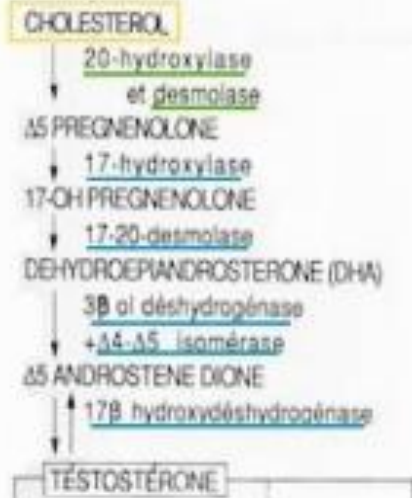 CHOLESTEROL
20-hydroxylase
et desmolase
Δ5 PREGNENOLONE
17-hydroxylase
17-OH PREGNENOLONE
17-20-desmolase
DEHYDROEPIANDROSTERONE (DHA)
3β ol déshydrogénase
+Δ4-Δ5 isomérase
Δ5 ANDROSTENE DIONE
17β hydroxydéshydrogénase
TESTOSTÉRONE